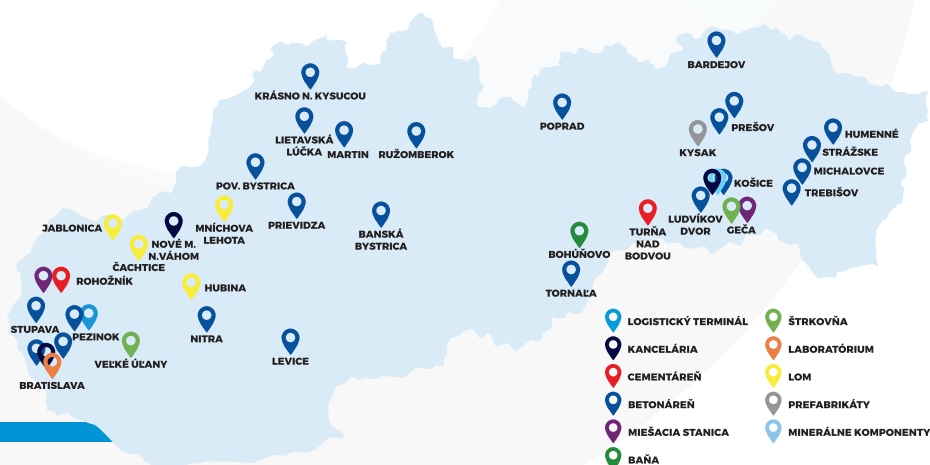 BARDEJOV
KRÁSNO N. KYSUCOU
LIETAVSKÁ
LÚČKA
MARTIN
RUŽOMBEROK
POPRAD
PREŠOV
KYSAK
HUMENNÉ
STRÁŽSKE
MICHALOVCE
TREBIŠOV
KOŠICE
POV. BYSTRICA
PRIEVIDZA
BANSKÁ
BYSTRICA
MNÍCHOVA
LEHOTA
JABLONICA
NOVÉ M.
N.VÁHOM
ČACHTICE
LUDVÍKOV
DVOR
GEČA
TURŇA
NAD
BODVOU
BOHÚŇOVO
TORNAĽA
ROHOŽNÍK
HUBINA
STUPAVA
PEZINOK
NITRA
VEĽKÉ ÚĽANY
LEVICE
BRATISLAVA
LOGISTICKÝ TERMINÁL
KANCELÁRIA
CEMENTÁREŇ
BETONÁREŇ
MIEŠACIA STANICA
BAŇA
ŠTRKOVŇA
LABORATÓRIUM
LOM
PREFABRIKÁTY
MINERÁLNE KOMPONENTY